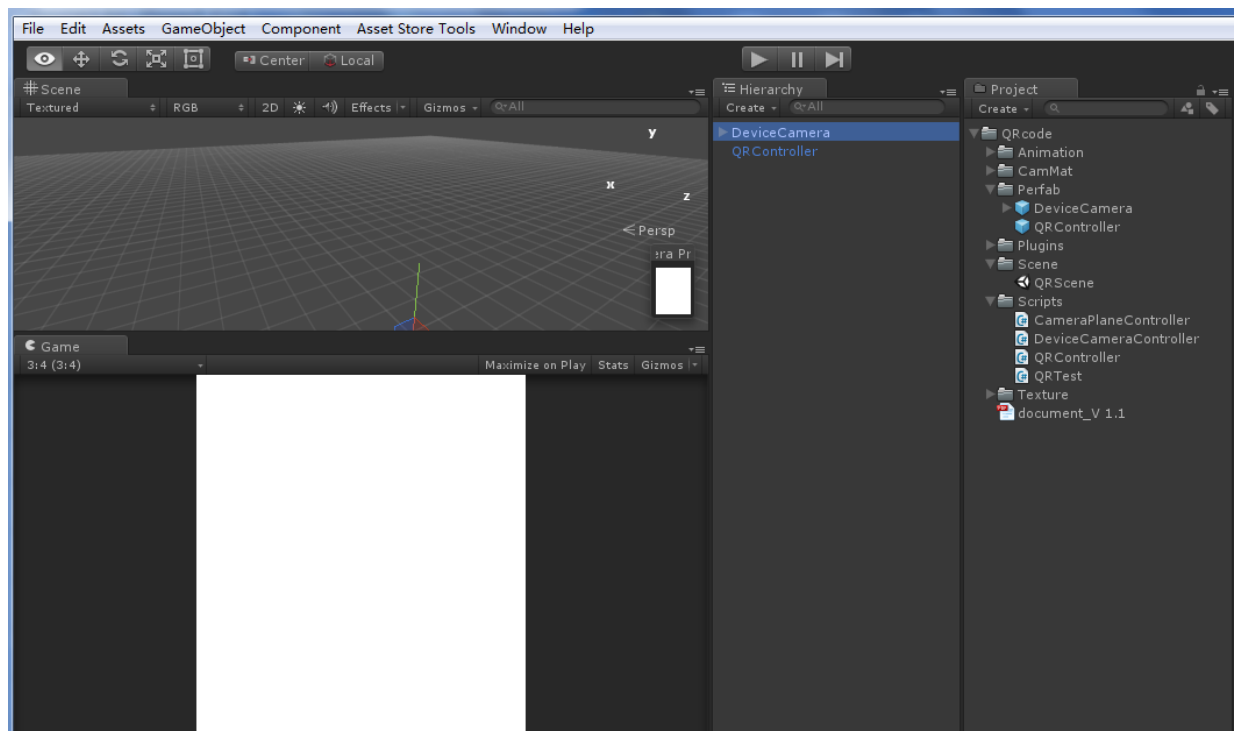 File Edit Assets GameObject Component Asset Store Tools Window Help
Center Local
Scene
Textured RGB 2D Effects Gizmos All
y
x
z
Persp
era Pr
Game
3:4 (3:4) Maximize on Play Stats Gizmos
Hierarchy
Create All
DeviceCamera
QRController
Project
Create
QRcode
Animation
CamMat
Perfab
DeviceCamera
QRController
Plugins
Scene
QRScene
Scripts
CameraPlaneController
DeviceCameraController
QRController
QRTest
Texture
document_V 1.1